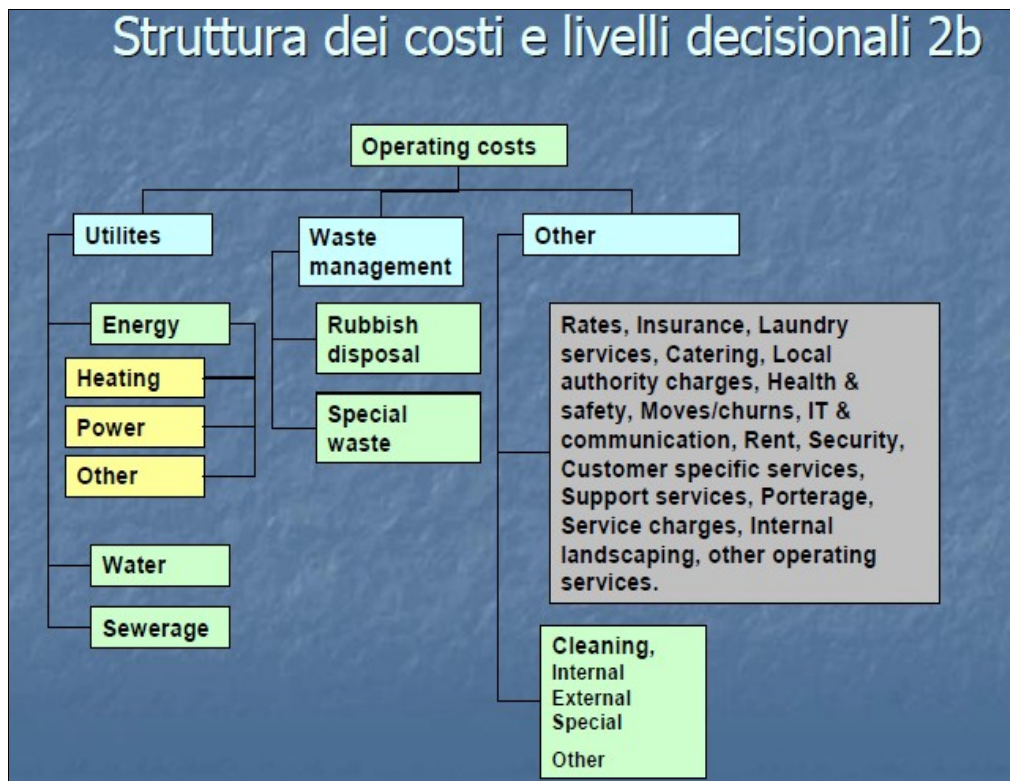 Struttura dei costi e livelli decisionali 2b
Operating costs
Utilites
Energy
Heating
Power
Other
Water
Sewerage
Waste
management
Rubbish
disposal
Special
waste
Other
Rates, Insurance, Laundry
services, Catering, Local
authority charges, Health &
safety, Moves/churns, IT &
communication, Rent, Security,
Customer specific services,
Support services, Porterage,
Service charges, Internal
landscaping, other operating
services.
Cleaning,
Internal
External
Special
Other